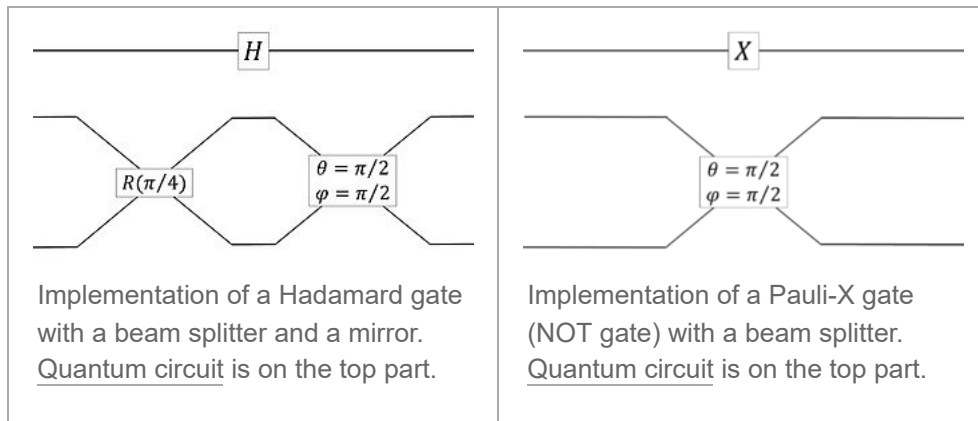 H
R(π/4)
θ = π/2
φ = π/2
Implementation of a Hadamard gate
with a beam splitter and a mirror.
Quantum circuit is on the top part.
X
θ = π/2
φ = π/2
Implementation of a Pauli-X gate
(NOT gate) with a beam splitter.
Quantum circuit is on the top part.